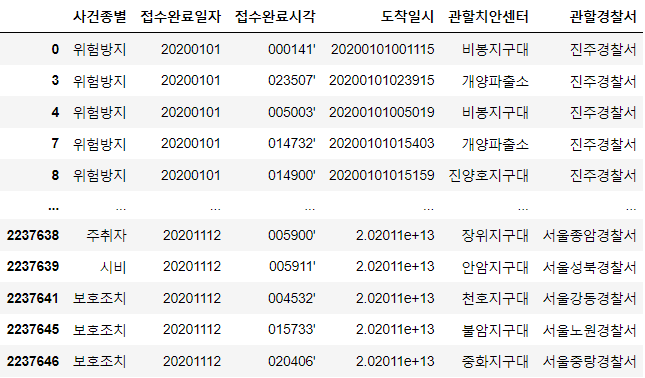 사건종별 접수완료일자 접수완료시각 도착일시 관할치안센터 관할경찰서
0 위험방지 20200101 000141' 20200101001115 비봉지구대 진주경찰서
3 위험방지 20200101 023507' 20200101023915 개양파출소 진주경찰서
4 위험방지 20200101 005003' 20200101005019 비봉지구대 진주경찰서
7 위험방지 20200101 014732' 20200101015403 개양파출소 진주경찰서
8 위험방지 20200101 014900' 20200101015159 진양호지구대 진주경찰서
... ... ... ... ... ... ...
2237638 주취자 20201112 005900' 2.02011e+13 장위지구대 서울종암경찰서
2237639 시비 20201112 005911' 2.02011e+13 안암지구대 서울성북경찰서
2237641 보호조치 20201112 004532' 2.02011e+13 천호지구대 서울강동경찰서
2237645 보호조치 20201112 015733' 2.02011e+13 불암지구대 서울노원경찰서
2237646 보호조치 20201112 020406' 2.02011e+13 중화지구대 서울중랑경찰서